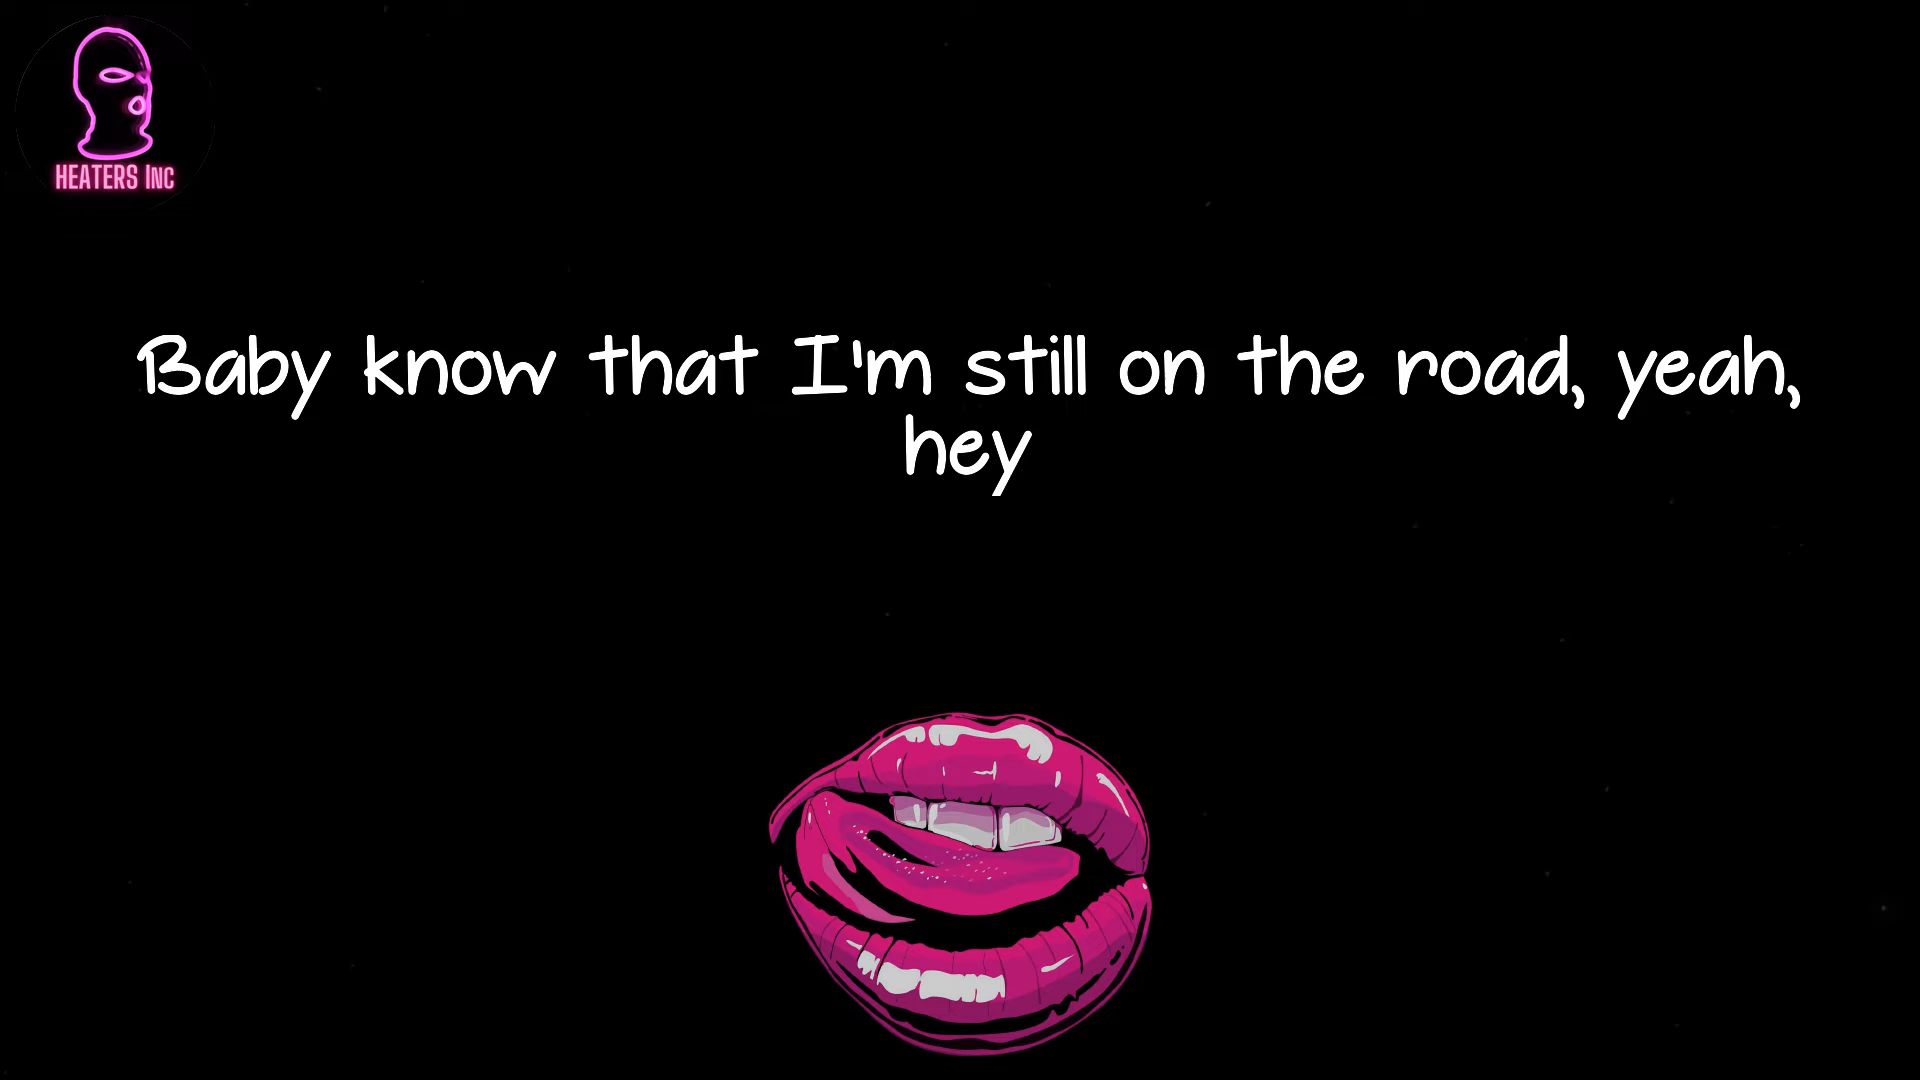 HEATERS INC
Baby know that I'm still on the road, yeah,
hey